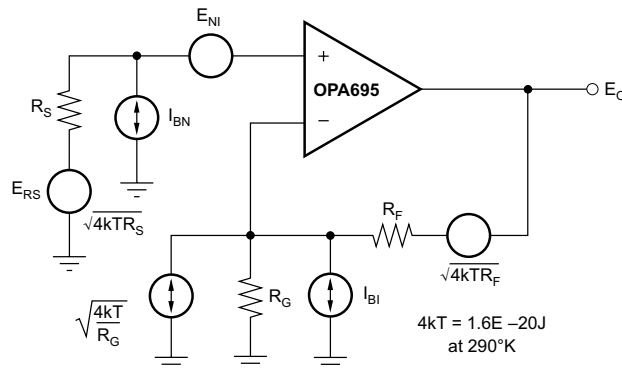 E_NI
+
OPA695
−
E_O
R_S
I_BN
E_RS
√4kTR_S
R_F
√4kTR_F
√4kT/R_G
R_G
I_BI
4kT = 1.6E –20J
at 290°K